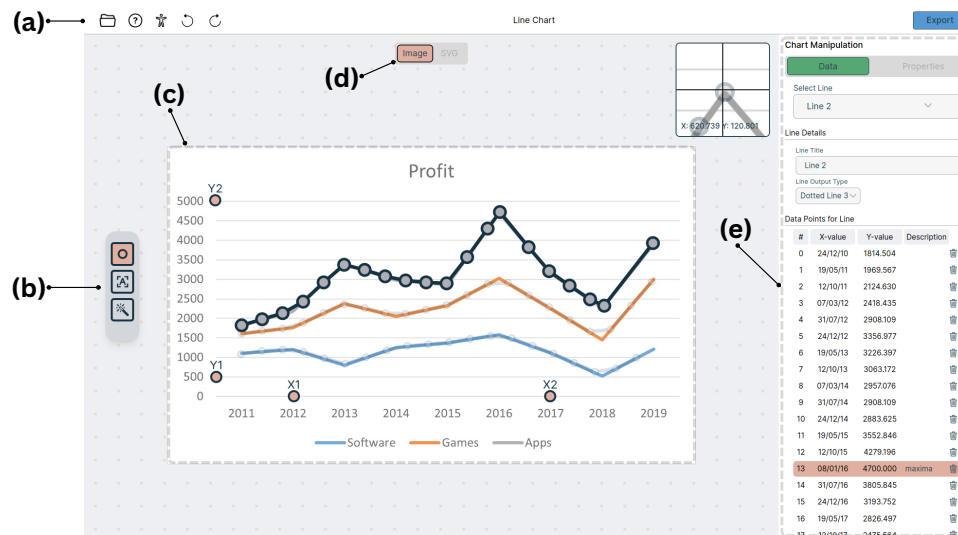 (a)
Line Chart
Export
(d)
Image SVG
X: 620.739 Y: 120.801
Chart Manipulation
Data Properties
Select Line
Line 2
Line Details
Line Title
Line 2
Line Output Type
Dotted Line 3
Data Points for Line
# X-value Y-value Description
0 24/12/10 1814.504
1 19/05/11 1969.567
2 12/10/11 2124.630
3 07/03/12 2418.435
4 31/07/12 2908.109
5 24/12/12 3356.977
6 19/05/13 3226.397
7 12/10/13 3063.172
8 07/03/14 2957.076
9 31/07/14 2908.109
10 24/12/14 2883.625
11 19/05/15 3552.846
12 12/10/15 4279.196
13 08/01/16 4700.000 maxima
14 31/07/16 3805.845
15 24/12/16 3193.752
16 19/05/17 2826.497
(e)
(c)
(b)
Profit
Y2
5000
4500
4000
3500
3000
2500
2000
1500
1000
Y1
500
0
X1 X2
2011 2012 2013 2014 2015 2016 2017 2018 2019
Software Games Apps